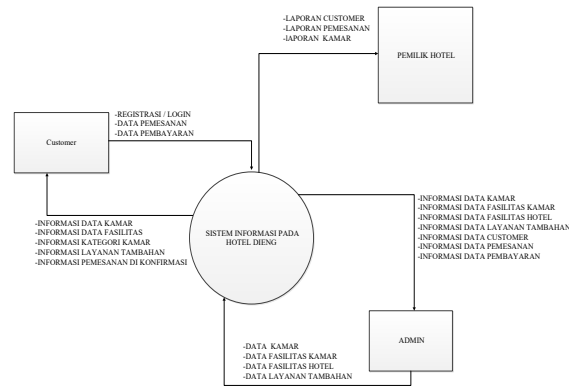 -LAPORAN CUSTOMER
-LAPORAN PEMESANAN
-lAPORAN KAMAR
PEMILIK HOTEL
-REGISTRASI / LOGIN
-DATA PEMESANAN
-DATA PEMBAYARAN
Customer
-INFORMASI DATA KAMAR
-INFORMASI DATA FASILITAS
-INFORMASI KATEGORI KAMAR
-INFORMASI LAYANAN TAMBAHAN
-INFORMASI PEMESANAN DI KONFIRMASI
SISTEM INFORMASI PADA
HOTEL DIENG
-INFORMASI DATA KAMAR
-INFORMASI DATA FASILITAS KAMAR
-INFORMASI DATA FASILITAS HOTEL
-INFORMASI DATA LAYANAN TAMBAHAN
-INFORMASI DATA CUSTOMER
-INFORMASI DATA PEMESANAN
-INFORMASI DATA PEMBAYARAN
ADMIN
-DATA KAMAR
-DATA FASILITAS KAMAR
-DATA FASILITAS HOTEL
-DATA LAYANAN TAMBAHAN